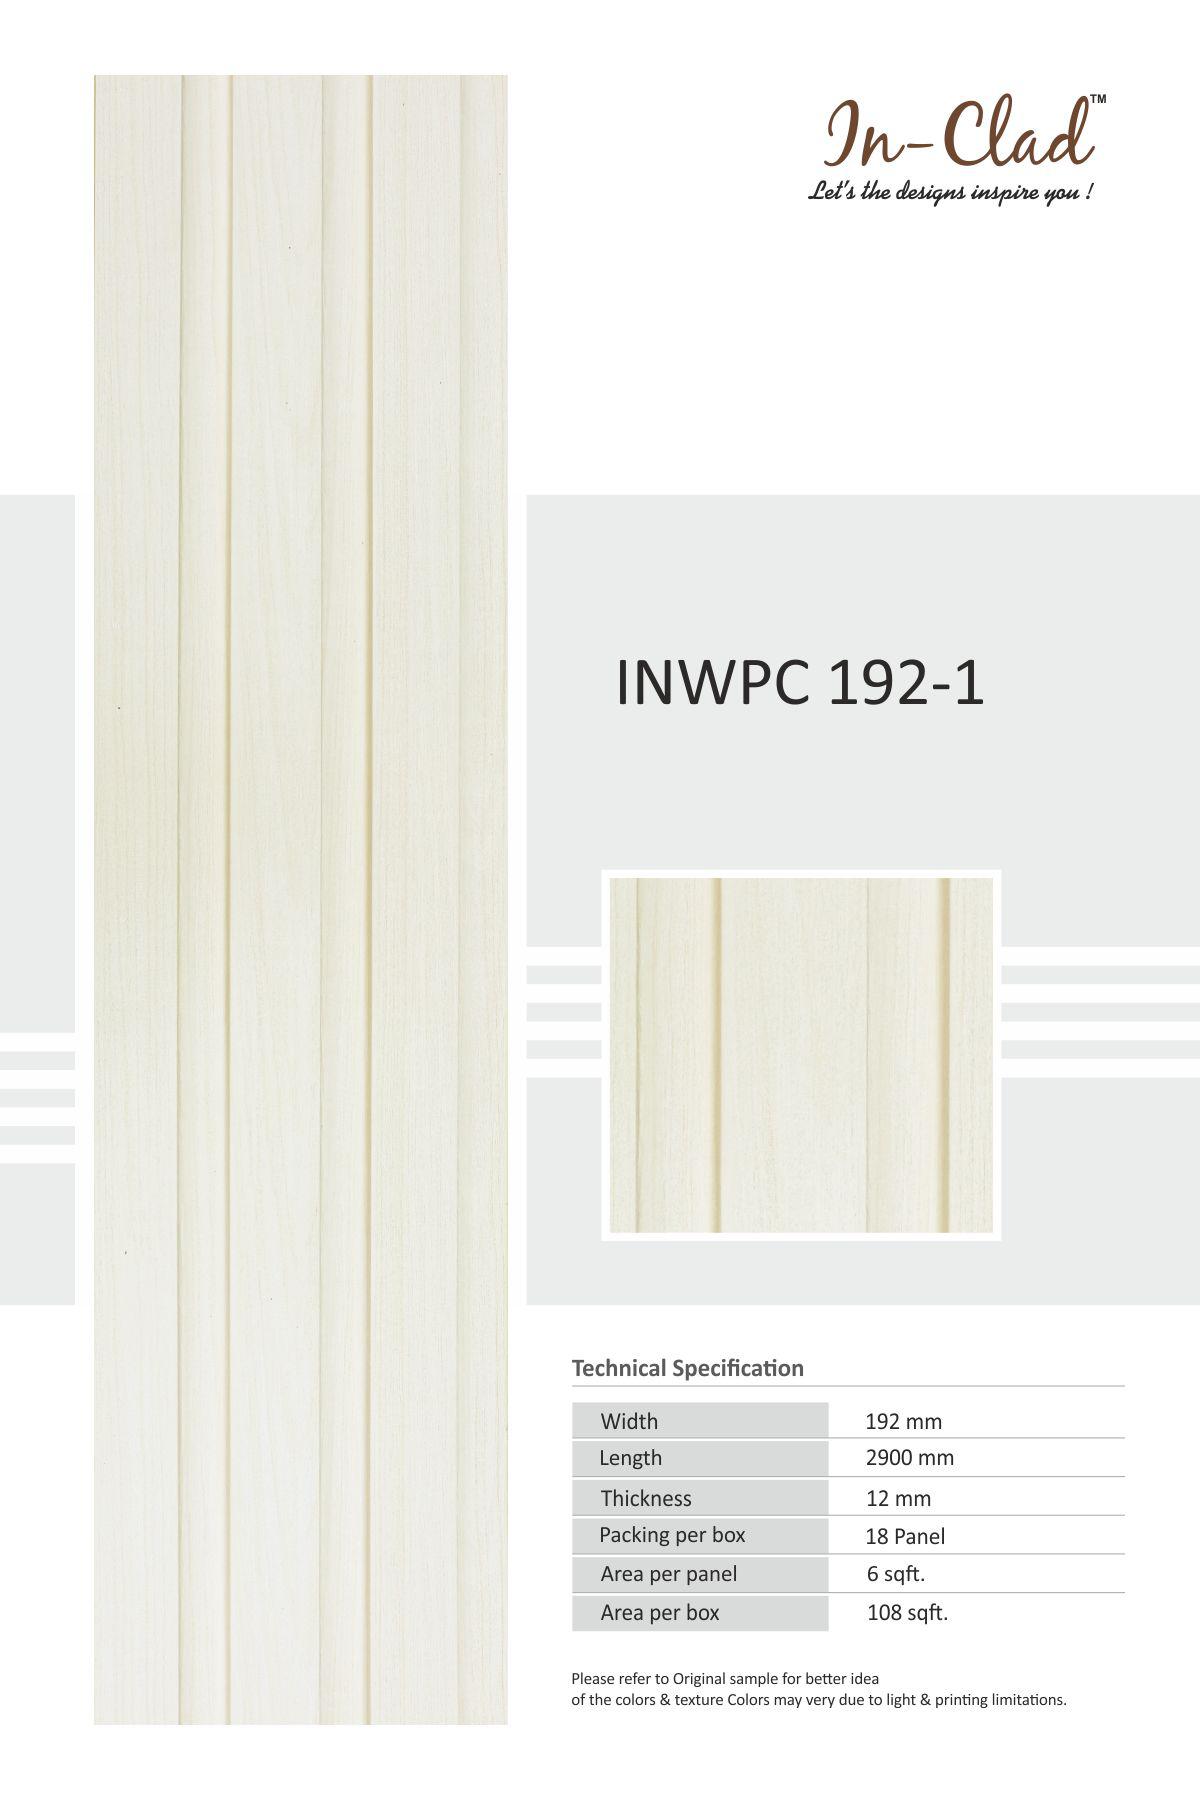 In-Clad™
Let's the designs inspire you !
INWPC 192-1
Technical Specification
Width 192 mm
Length 2900 mm
Thickness 12 mm
Packing per box 18 Panel
Area per panel 6 sqft.
Area per box 108 sqft.
Please refer to Original sample for better idea
of the colors & texture Colors may very due to light & printing limitations.